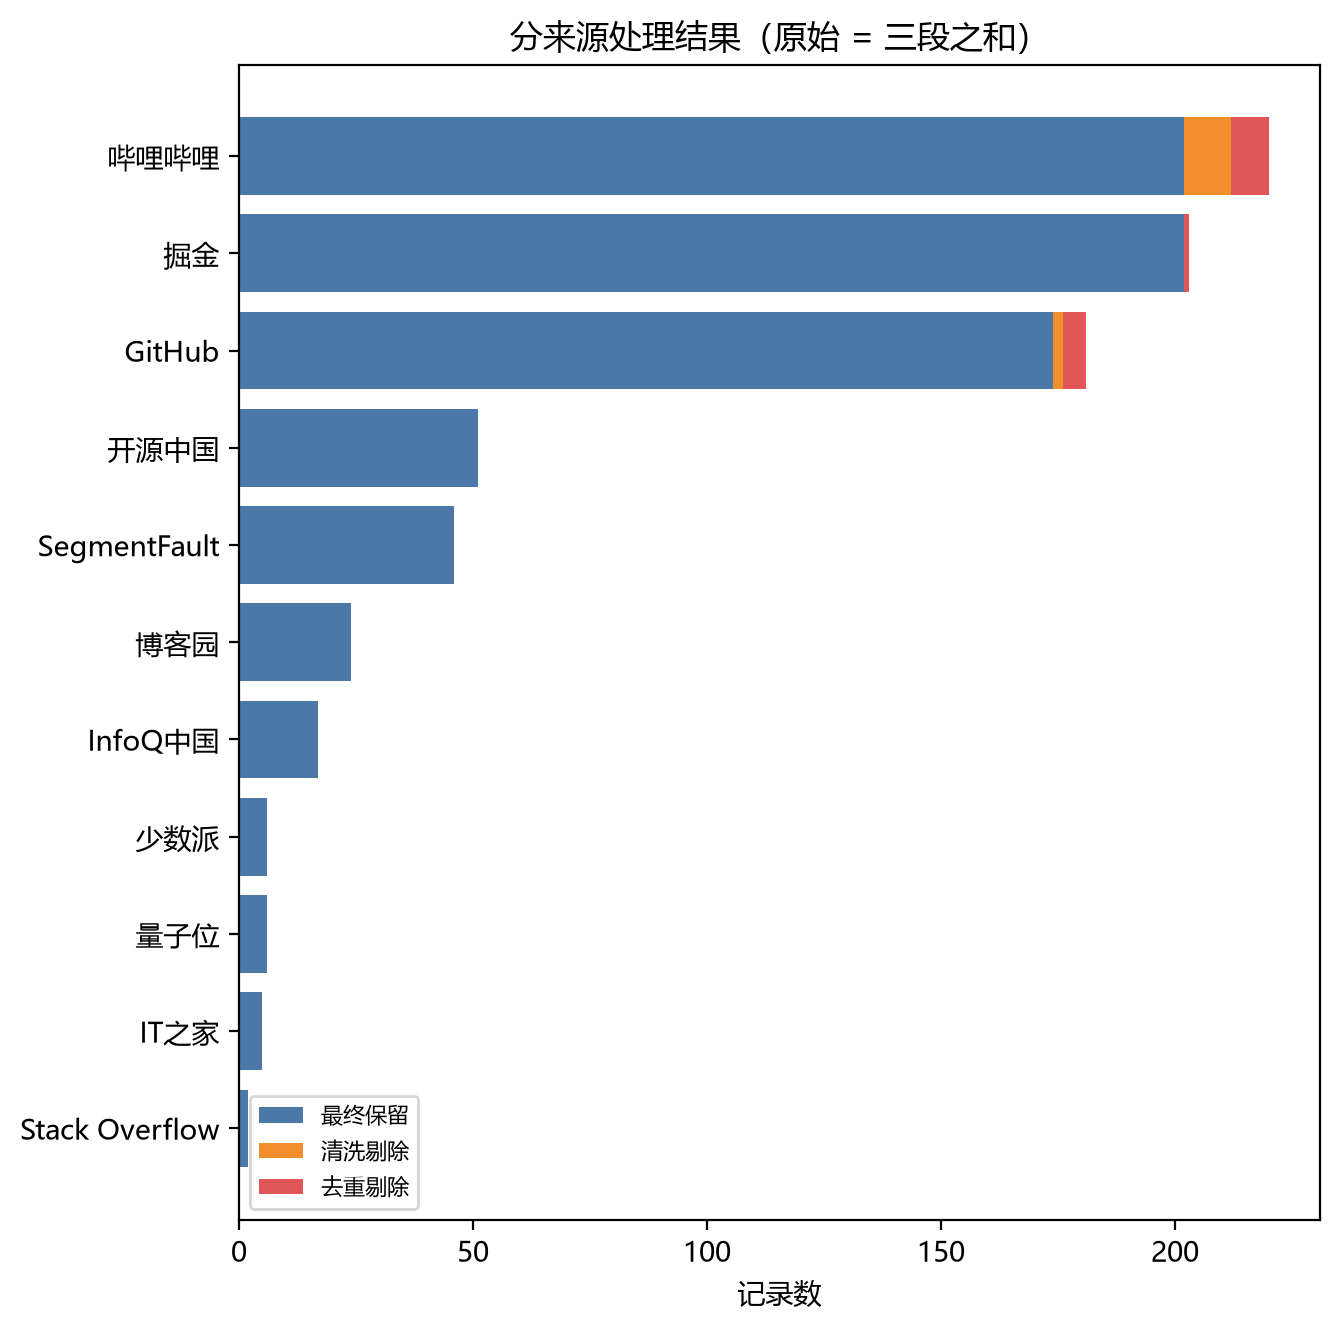 分来源处理结果（原始 = 三段之和）
哔哩哔哩
掘金
GitHub
开源中国
SegmentFault
博客园
InfoQ中国
少数派
量子位
IT之家
Stack Overflow
最终保留
清洗剔除
去重剔除
0 50 100 150 200
记录数